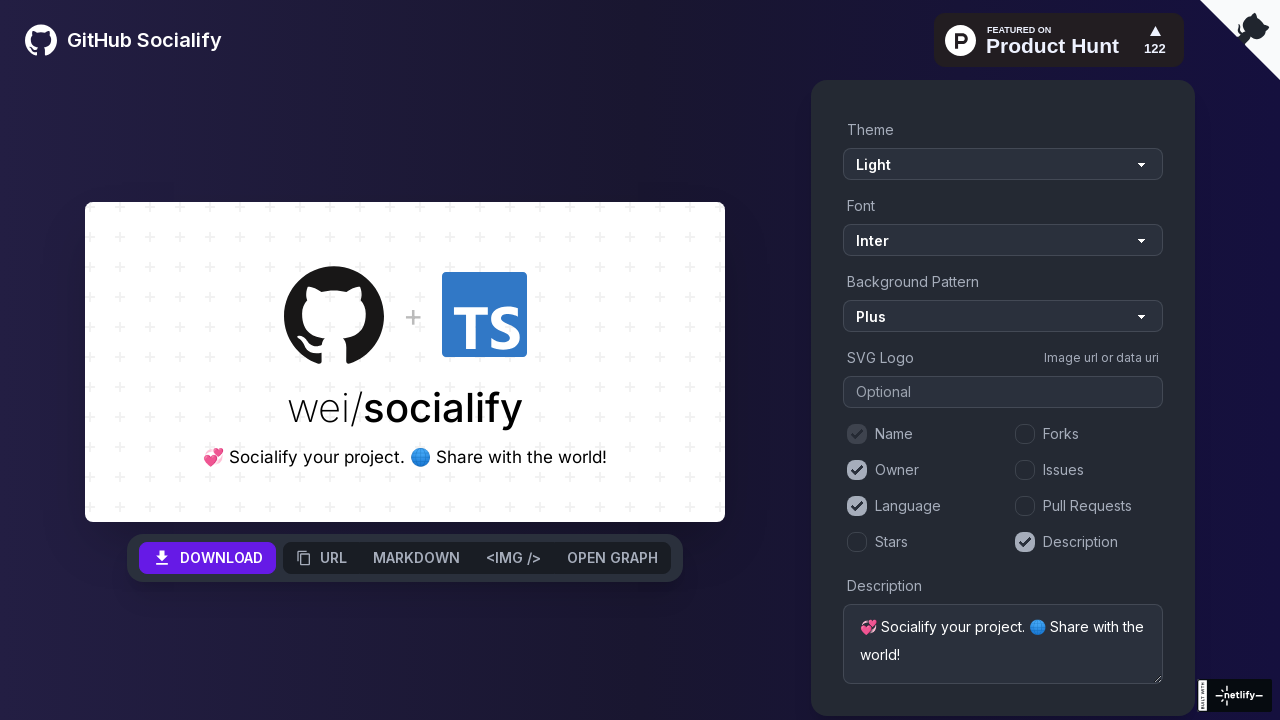 GitHub Socialify
FEATURED ON
Product Hunt
122
Theme
Light
Font
Inter
Background Pattern
Plus
SVG Logo
Image url or data uri
Optional
Name
Forks
Owner
Issues
Language
Pull Requests
Stars
Description
Description
💞 Socialify your project. 🌐 Share with the
world!
+
TS
wei/socialify
💞 Socialify your project. 🌐 Share with the world!
DOWNLOAD
URL
MARKDOWN
<IMG />
OPEN GRAPH
BUILT WITH
netlify